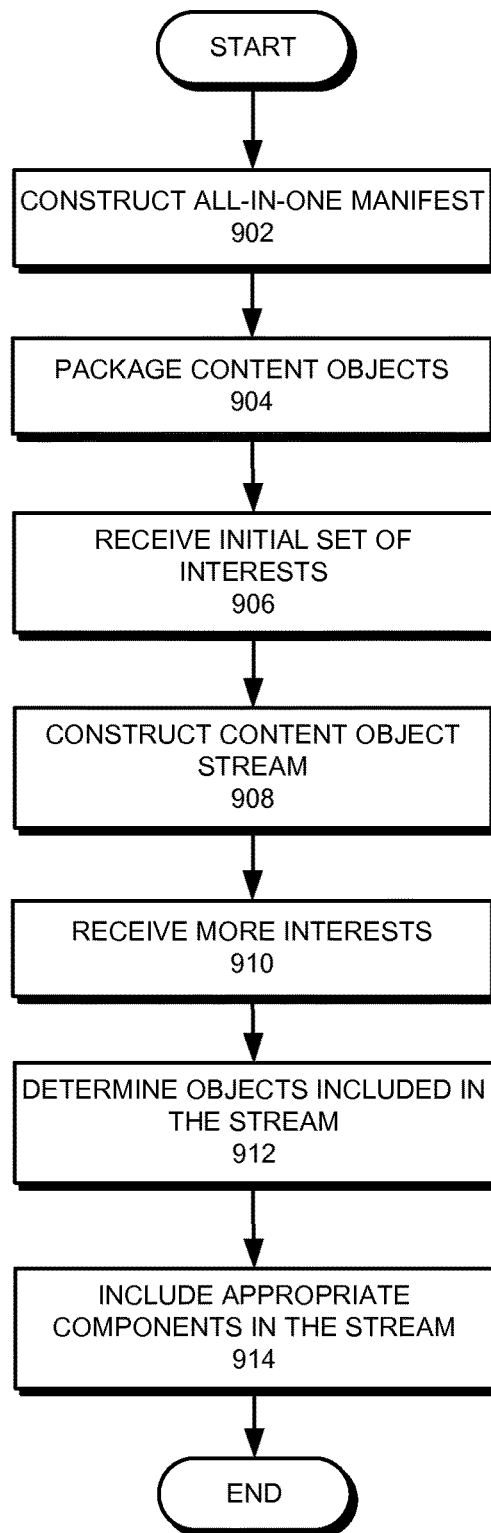 START
CONSTRUCT ALL-IN-ONE MANIFEST
902
PACKAGE CONTENT OBJECTS
904
RECEIVE INITIAL SET OF
INTERESTS
906
CONSTRUCT CONTENT OBJECT
STREAM
908
RECEIVE MORE INTERESTS
910
DETERMINE OBJECTS INCLUDED IN
THE STREAM
912
INCLUDE APPROPRIATE
COMPONENTS IN THE STREAM
914
END